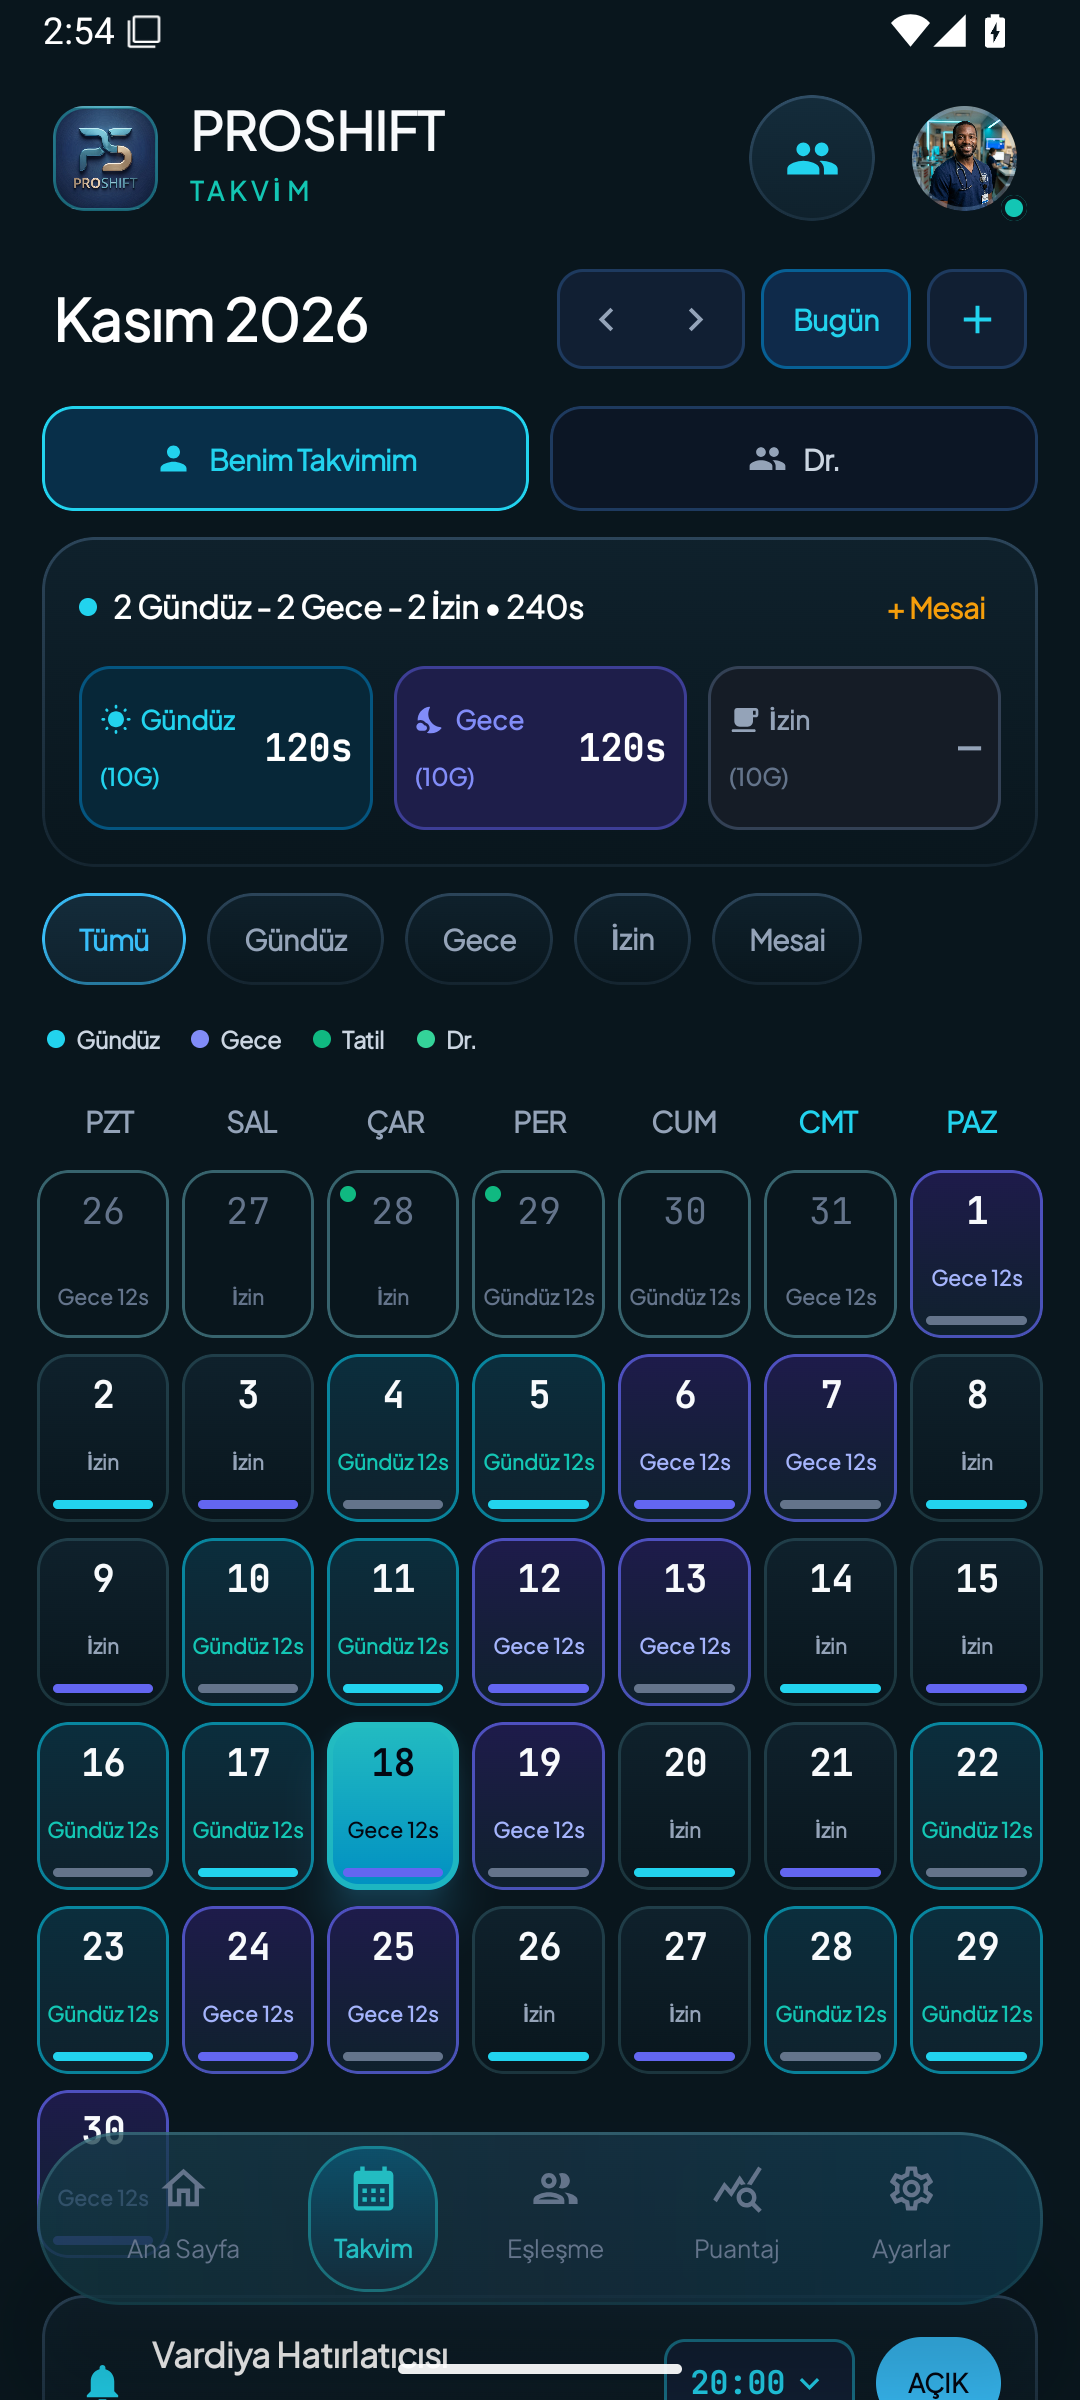 2:54
PROSHIFT
TAKVİM
PROSHIFT
Kasım 2026
Bugün
+
Benim Takvimim
Dr.
2 Gündüz - 2 Gece - 2 İzin • 240s
+ Mesai
Gündüz
(10G)
120s
Gece
(10G)
120s
İzin
(10G)
–
Tümü
Gündüz
Gece
İzin
Mesai
Gündüz
Gece
Tatil
Dr.
PZT SAL ÇAR PER CUM CMT PAZ
26 27 28 29 30 31 1
Gece 12s İzin İzin Gündüz 12s Gündüz 12s Gece 12s Gece 12s
2 3 4 5 6 7 8
İzin İzin Gündüz 12s Gündüz 12s Gece 12s Gece 12s İzin
9 10 11 12 13 14 15
İzin Gündüz 12s Gündüz 12s Gece 12s Gece 12s İzin İzin
16 17 18 19 20 21 22
Gündüz 12s Gündüz 12s Gece 12s Gece 12s İzin İzin Gündüz 12s
23 24 25 26 27 28 29
Gündüz 12s Gece 12s Gece 12s İzin İzin Gündüz 12s Gündüz 12s
30
Gece 12s
Ana Sayfa
Takvim
Eşleşme
Puantaj
Ayarlar
Vardiya Hatırlatıcısı
20:00
AÇIK